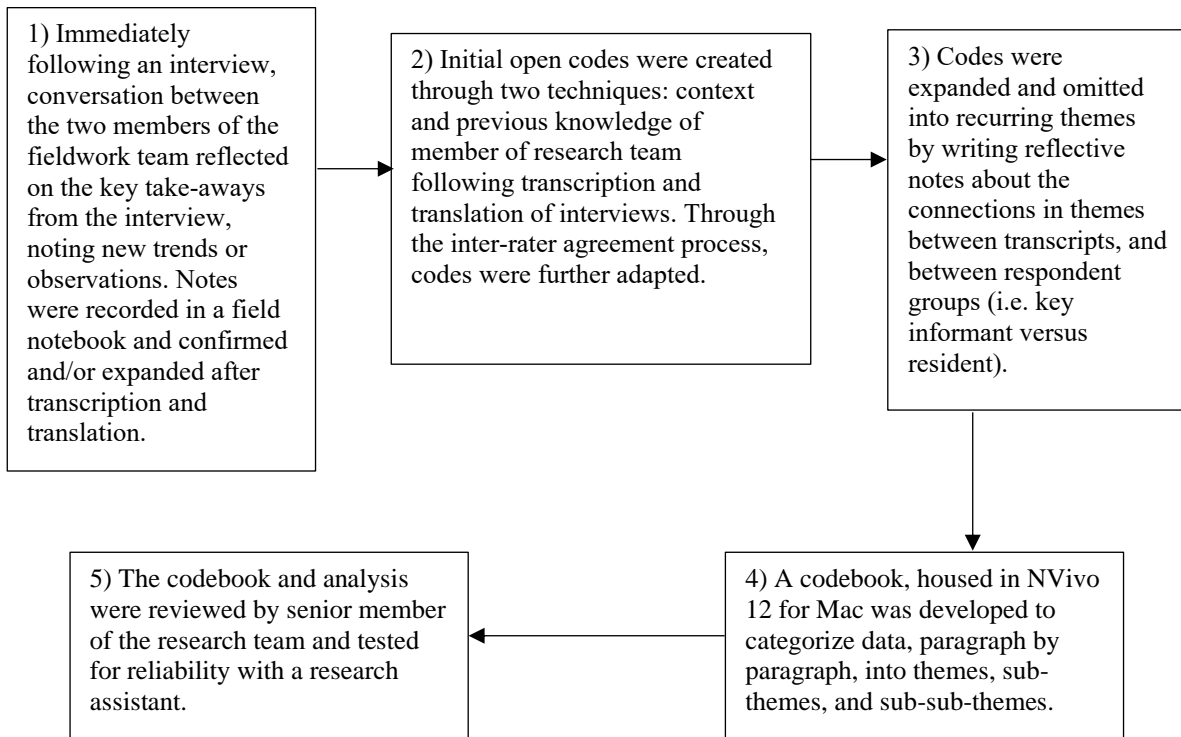 1) Immediately
following an interview,
conversation between
the two members of the
fieldwork team reflected
on the key take-aways
from the interview,
noting new trends or
observations. Notes
were recorded in a field
notebook and confirmed
and/or expanded after
transcription and
translation.
2) Initial open codes were created
through two techniques: context
and previous knowledge of
member of research team
following transcription and
translation of interviews. Through
the inter-rater agreement process,
codes were further adapted.
3) Codes were
expanded and omitted
into recurring themes
by writing reflective
notes about the
connections in themes
between transcripts, and
between respondent
groups (i.e. key
informant versus
resident).
4) A codebook, housed in NVivo
12 for Mac was developed to
categorize data, paragraph by
paragraph, into themes, sub-
themes, and sub-sub-themes.
5) The codebook and analysis
were reviewed by senior member
of the research team and tested
for reliability with a research
assistant.